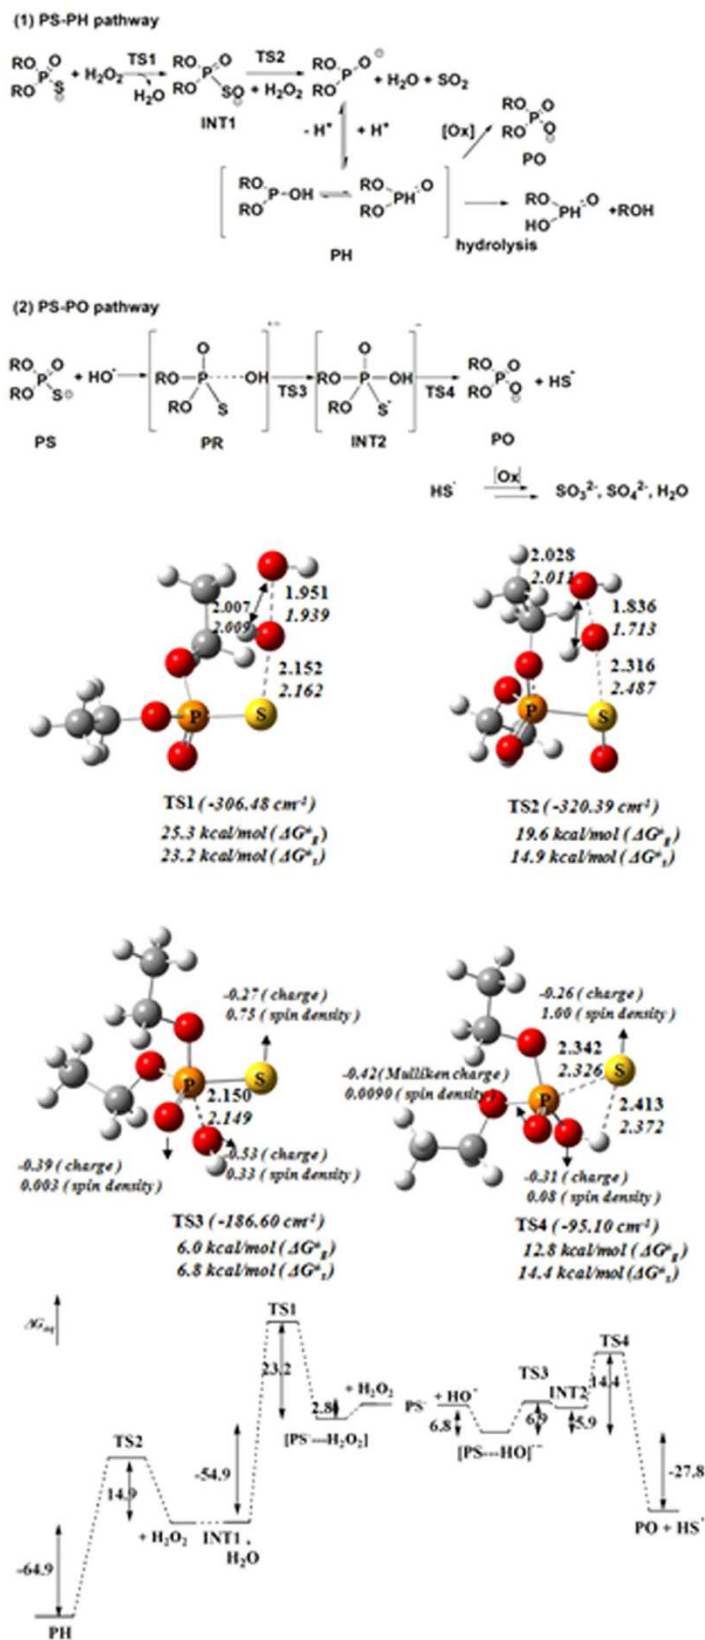 (1) PS-PH pathway
RO O
RO P S⊖ + H₂O₂ TS1 H₂O RO O RO P SO⊖ + H₂O₂ TS2 RO RO P O⊖ + H₂O + SO₂
INT1
- H⁺ + H⁺
[Ox] RO O RO P O⊖
PO
RO RO P-OH RO RO PH O
RO HO PH O +ROH
PH
hydrolysis
(2) PS-PO pathway
RO O RO P S⊖ + HO˙ RO O RO P OH S TS3 RO O RO P OH S˙ TS4 RO O RO P O⊖ + HS˙
PS PR INT2 PO
HS˙ [Ox] SO₃²⁻, SO₄²⁻, H₂O
2.007
2.009
1.951
1.939
2.152
2.162
P S
TS1 (-306.48 cm⁻¹)
25.3 kcal/mol (ΔG≠g)
23.2 kcal/mol (ΔG≠s)
2.028
2.011
1.836
1.713
2.316
2.487
P S
TS2 (-320.39 cm⁻¹)
19.6 kcal/mol (ΔG≠g)
14.9 kcal/mol (ΔG≠s)
-0.27 ( charge )
0.75 ( spin density )
P S
2.150
2.149
-0.53 ( charge )
0.33 ( spin density )
-0.39 ( charge )
0.003 ( spin density )
TS3 (-186.60 cm⁻¹)
6.0 kcal/mol (ΔG≠g)
6.8 kcal/mol (ΔG≠s)
-0.26 ( charge )
1.00 ( spin density )
2.342
2.326
P S
-0.42 (Mulliken charge)
0.0090 ( spin density )
2.413
2.372
-0.31 ( charge )
0.08 ( spin density )
TS4 (-95.10 cm⁻¹)
12.8 kcal/mol (ΔG≠g)
14.4 kcal/mol (ΔG≠s)
ΔGaq
TS1
23.2
2.8
+ H₂O₂
[PS⁻---H₂O₂]
PS⁻
+ HO˙
6.8
[PS---HO]˙⁻
TS3
6.9
INT2
5.9
TS4
14.4
-27.8
PO + HS˙
-54.9
TS2
14.9
+ H₂O₂
INT1 ,
H₂O
-64.9
PH